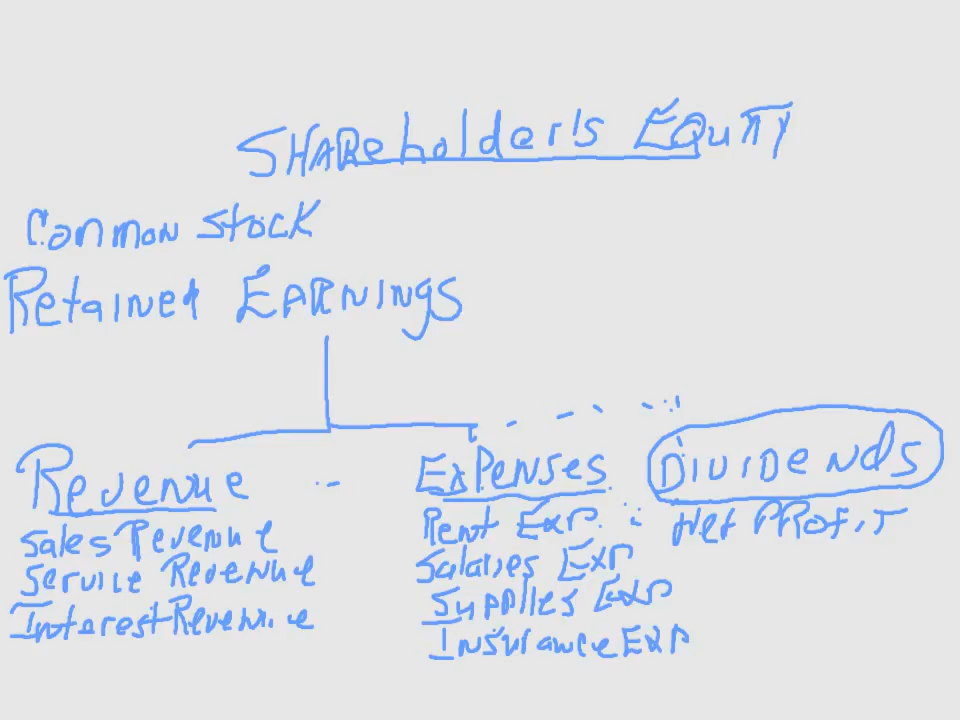 Shareholder's Equity
Common Stock
Retained Earnings
Revenue - Expenses Dividends
Sales Revenue Rent Exp. = Net Profit
Service Revenue Salaries Exp
Interest Revenue Supplies Exp
Insurance Exp